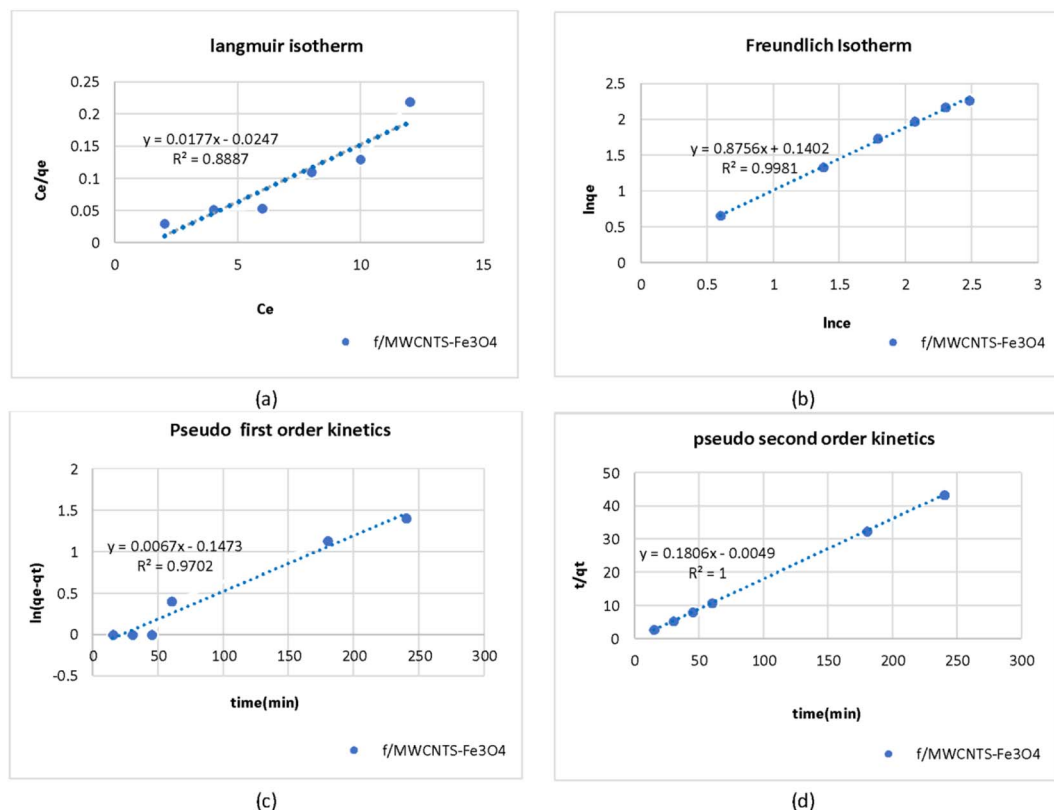 langmuir isotherm
0.25
0.2
0.15
0.1
0.05
0
y = 0.0177x - 0.0247
R² = 0.8887
Ce/qe
0
5
10
15
Ce
f/MWCNTS-Fe3O4
(a)
Freundlich Isotherm
2.5
2
1.5
1
0.5
0
y = 0.8756x + 0.1402
R² = 0.9981
lnqe
0
0.5
1
1.5
2
2.5
3
lnce
f/MWCNTS-Fe3O4
(b)
Pseudo first order kinetics
2
1.5
1
0.5
0
-0.5
y = 0.0067x - 0.1473
R² = 0.9702
ln(qe-qt)
0
50
100
150
200
250
300
time(min)
f/MWCNTS-Fe3O4
(c)
pseudo second order kinetics
50
40
30
20
10
0
y = 0.1806x - 0.0049
R² = 1
t/qt
0
50
100
150
200
250
300
time(min)
f/MWCNTS-Fe3O4
(d)